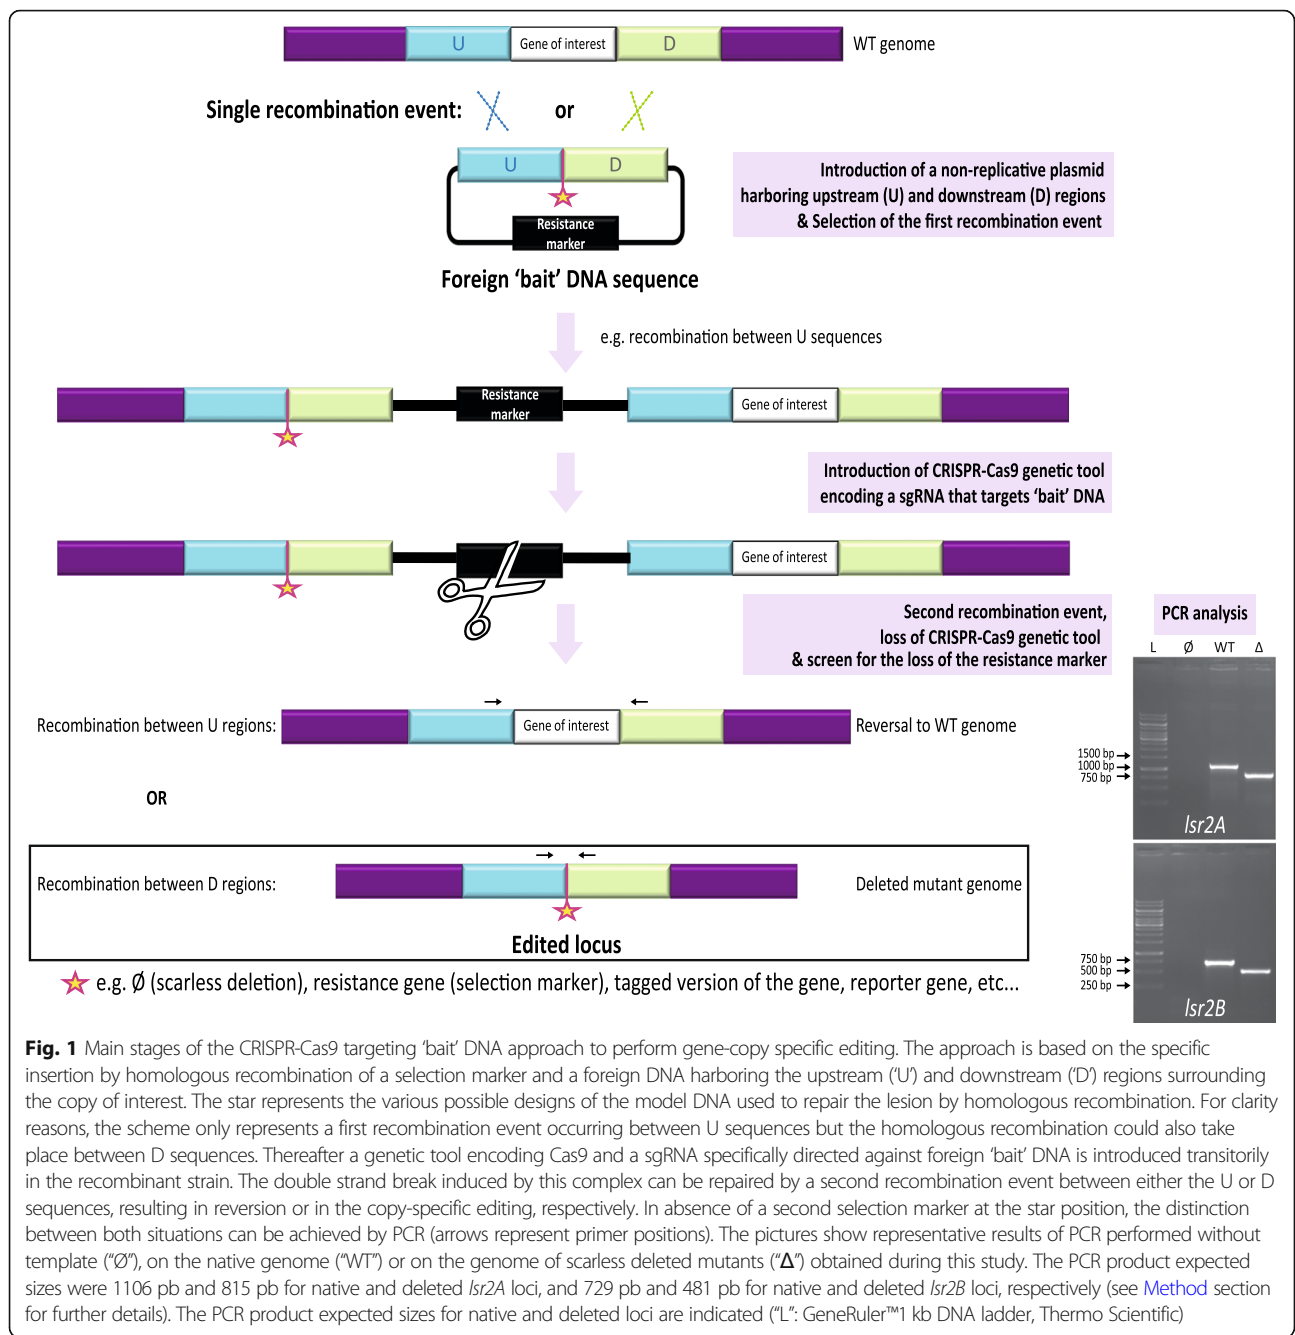 U
Gene of interest
D
WT genome
Single recombination event:
or
U
D
Resistance
marker
Introduction of a non-replicative plasmid
harboring upstream (U) and downstream (D) regions
& Selection of the first recombination event
Foreign ‘bait’ DNA sequence
e.g. recombination between U sequences
Resistance
marker
Gene of interest
Introduction of CRISPR-Cas9 genetic tool
encoding a sgRNA that targets ‘bait’ DNA
Gene of interest
Second recombination event,
loss of CRISPR-Cas9 genetic tool
& screen for the loss of the resistance marker
PCR analysis
L Ø WT Δ
Recombination between U regions:
Gene of interest
Reversal to WT genome
1500 bp
1000 bp
750 bp
lsr2A
OR
Recombination between D regions:
Deleted mutant genome
Edited locus
750 bp
500 bp
250 bp
lsr2B
e.g. Ø (scarless deletion), resistance gene (selection marker), tagged version of the gene, reporter gene, etc...
Fig. 1 Main stages of the CRISPR-Cas9 targeting ‘bait’ DNA approach to perform gene-copy specific editing. The approach is based on the specific
insertion by homologous recombination of a selection marker and a foreign DNA harboring the upstream (‘U’) and downstream (‘D’) regions surrounding
the copy of interest. The star represents the various possible designs of the model DNA used to repair the lesion by homologous recombination. For clarity
reasons, the scheme only represents a first recombination event occurring between U sequences but the homologous recombination could also take
place between D sequences. Thereafter a genetic tool encoding Cas9 and a sgRNA specifically directed against foreign ‘bait’ DNA is introduced transitorily
in the recombinant strain. The double strand break induced by this complex can be repaired by a second recombination event between either the U or D
sequences, resulting in reversion or in the copy-specific editing, respectively. In absence of a second selection marker at the star position, the distinction
between both situations can be achieved by PCR (arrows represent primer positions). The pictures show representative results of PCR performed without
template (“Ø”), on the native genome (“WT”) or on the genome of scarless deleted mutants (“Δ”) obtained during this study. The PCR product expected
sizes were 1106 pb and 815 pb for native and deleted lsr2A loci, and 729 pb and 481 pb for native and deleted lsr2B loci, respectively (see Method section
for further details). The PCR product expected sizes for native and deleted loci are indicated (“L”: GeneRuler™1 kb DNA ladder, Thermo Scientific)